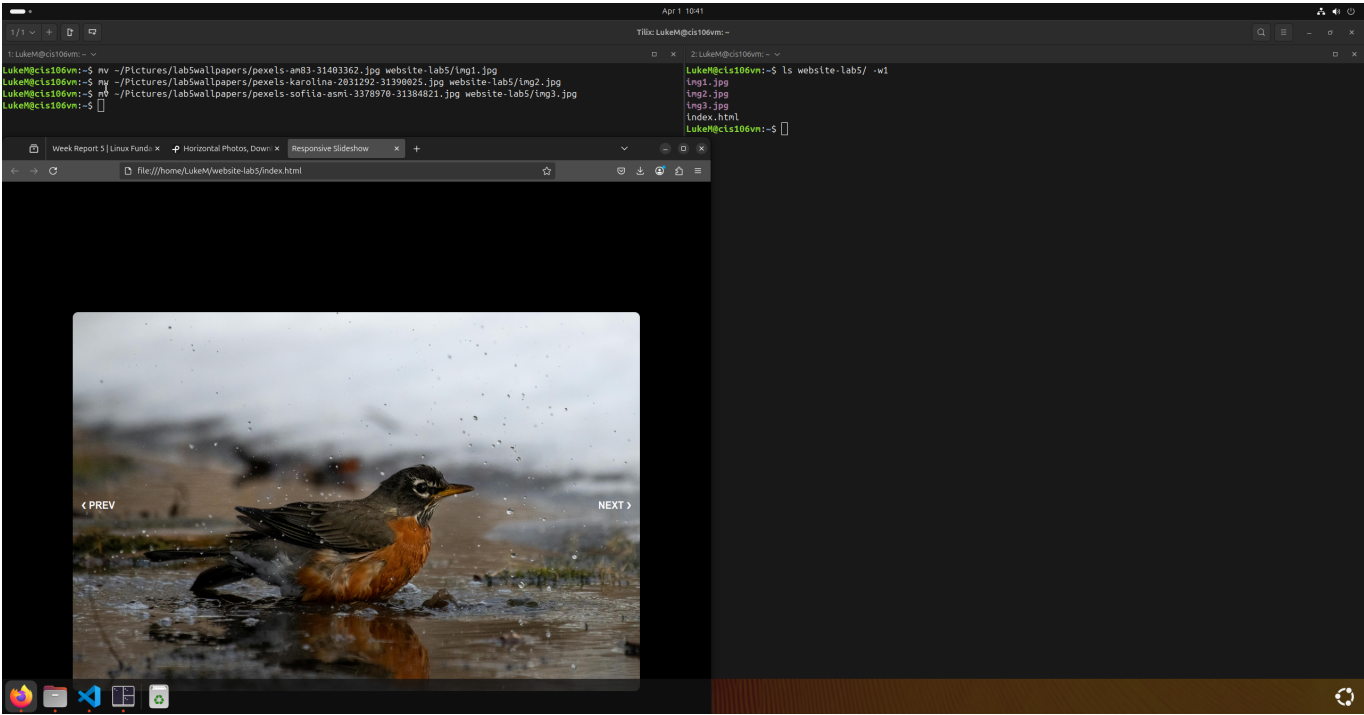 Apr 1 10:41
1/1
Tilix: LukeM@cis106vm: ~
1: LukeM@cis106vm: ~
LukeM@cis106vm:~$ mv ~/Pictures/lab5wallpapers/pexels-am83-31403362.jpg website-lab5/img1.jpg
LukeM@cis106vm:~$ mv ~/Pictures/lab5wallpapers/pexels-karolina-2031292-31390025.jpg website-lab5/img2.jpg
LukeM@cis106vm:~$ mv ~/Pictures/lab5wallpapers/pexels-sofiia-asmi-3378970-31384821.jpg website-lab5/img3.jpg
LukeM@cis106vm:~$
2: LukeM@cis106vm: ~
LukeM@cis106vm:~$ ls website-lab5/ -w1
img1.jpg
img2.jpg
img3.jpg
index.html
LukeM@cis106vm:~$
Week Report 5 | Linux Funda
Horizontal Photos, Downl
Responsive Slideshow
file:///home/LukeM/website-lab5/index.html
❮ PREV
NEXT ❯